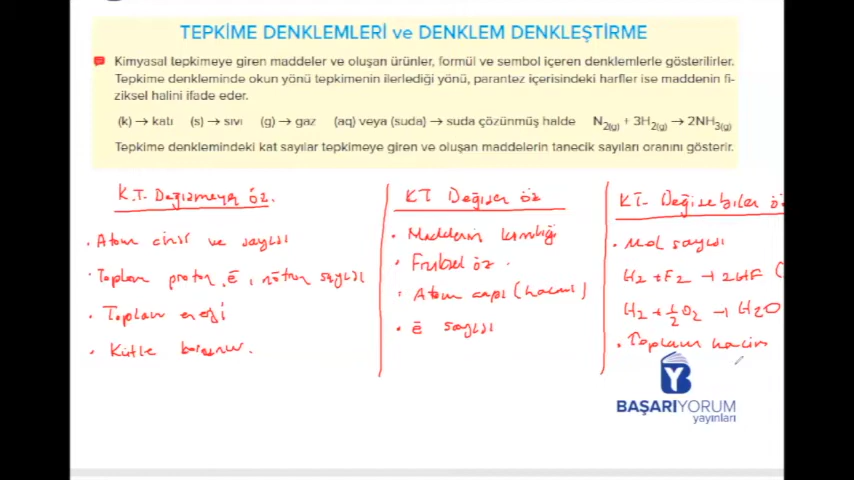 TEPKİME DENKLEMLERİ ve DENKLEM DENKLEŞTİRME
Kimyasal tepkimeye giren maddeler ve oluşan ürünler, formül ve sembol içeren denklemlerle gösterilirler.
Tepkime denkleminde okun yönü tepkimenin ilerlediği yönü, parantez içerisindeki harfler ise maddenin fi-
ziksel halini ifade eder.
(k) → katı (s) → sıvı (g) → gaz (aq) veya (suda) → suda çözünmüş halde N₂(g) + 3H₂(g) → 2NH₃(g)
Tepkime denklemindeki kat sayılar tepkimeye giren ve oluşan maddelerin tanecik sayıları oranını gösterir.
K.T. Değişmeyen öz.
• Atom cinsi ve sayısı
• Toplam proton, ē, nötron sayısı
• Toplam enerji
• Kütle korunur.
KT Değişen öz
• Maddelerin kimliği
• Fiziksel öz.
• Atom çapı (hacmi)
• ē sayısı
KT- Değişebilen öz
• Mol sayısı
H₂ + F₂ → 2HF (
H₂ + ½O₂ → H₂O
• Toplam hacim
BAŞARIYORUM
yayınları